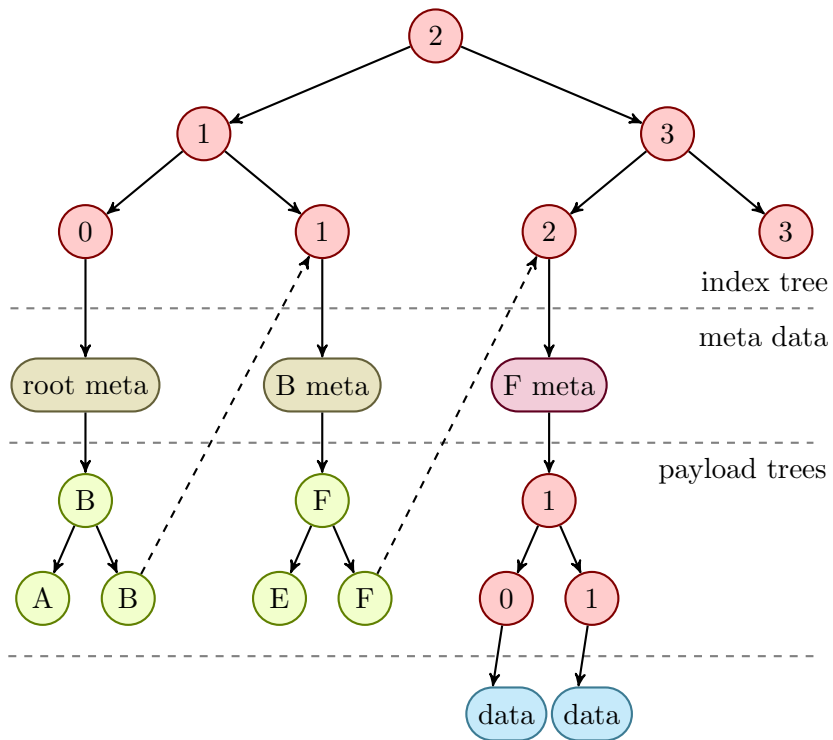 2
1 3
0 1 2 3
index tree
meta data
root meta B meta F meta
payload trees
B F 1
A B E F 0 1
data data